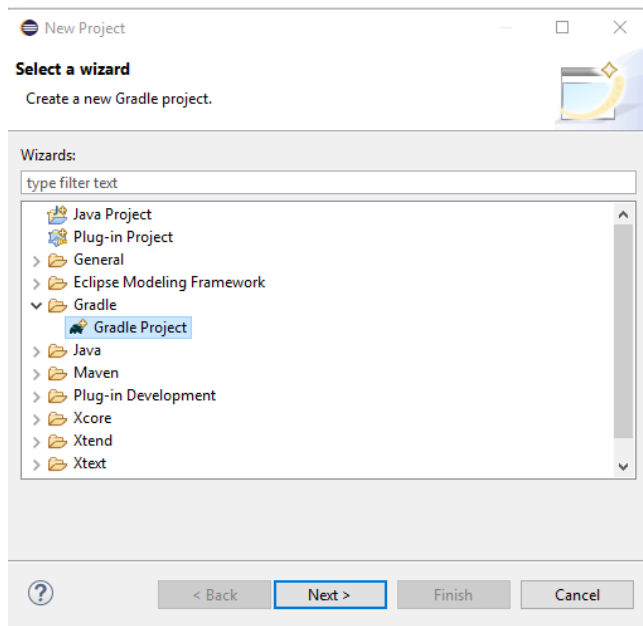 New Project
Select a wizard
Create a new Gradle project.
Wizards:
type filter text
Java Project
Plug-in Project
General
Eclipse Modeling Framework
Gradle
Gradle Project
Java
Maven
Plug-in Development
Xcore
Xtend
Xtext
? < Back Next > Finish Cancel